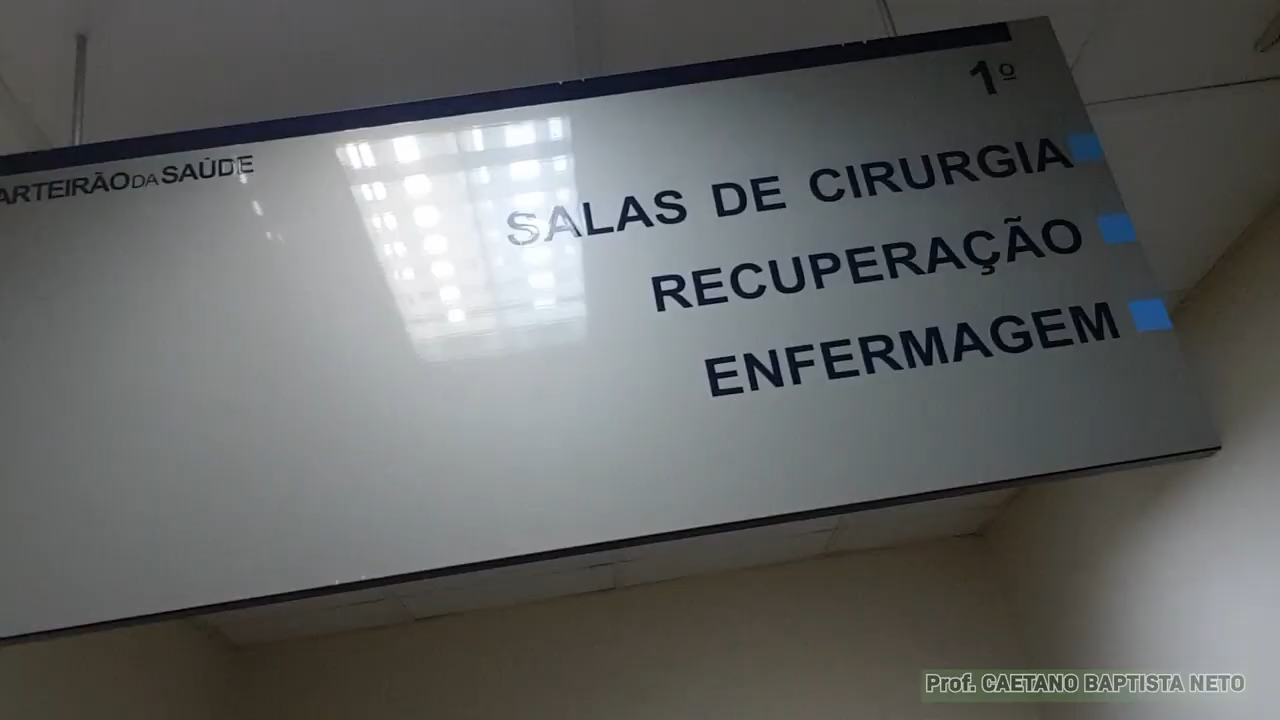 1º
ARTEIRÃO DA SAÚDE
SALAS DE CIRURGIA
RECUPERAÇÃO
ENFERMAGEM
Prof. CAETANO BAPTISTA NETO